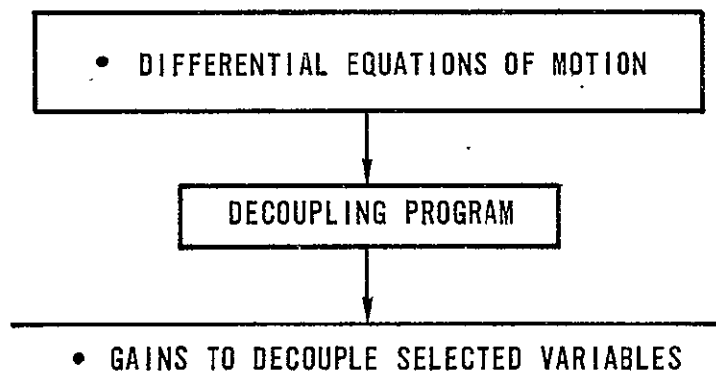 • DIFFERENTIAL EQUATIONS OF MOTION
DECOUPLING PROGRAM
• GAINS TO DECOUPLE SELECTED VARIABLES